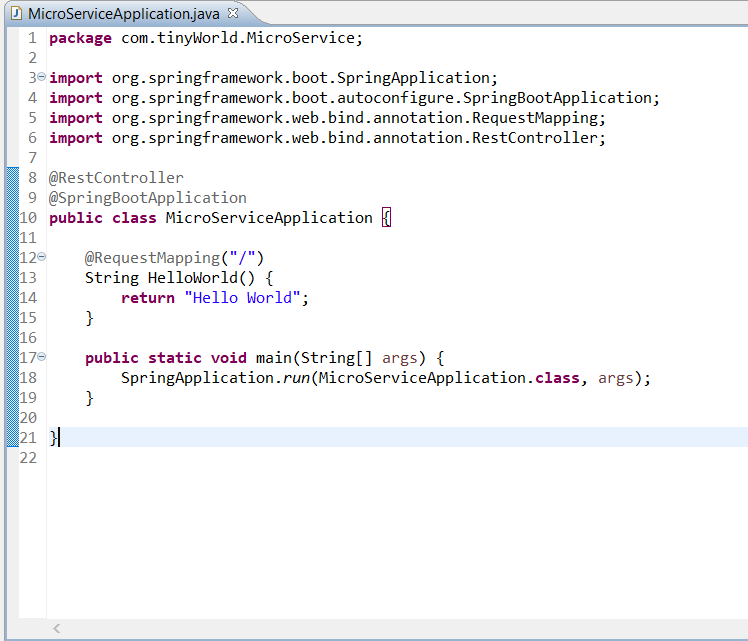 MicroServiceApplication.java
1 package com.tinyWorld.MicroService;
2
3 import org.springframework.boot.SpringApplication;
4 import org.springframework.boot.autoconfigure.SpringBootApplication;
5 import org.springframework.web.bind.annotation.RequestMapping;
6 import org.springframework.web.bind.annotation.RestController;
7
8 @RestController
9 @SpringBootApplication
10 public class MicroServiceApplication {
11
12     @RequestMapping("/")
13     String HelloWorld() {
14         return "Hello World";
15     }
16
17     public static void main(String[] args) {
18         SpringApplication.run(MicroServiceApplication.class, args);
19     }
20
21 }
22